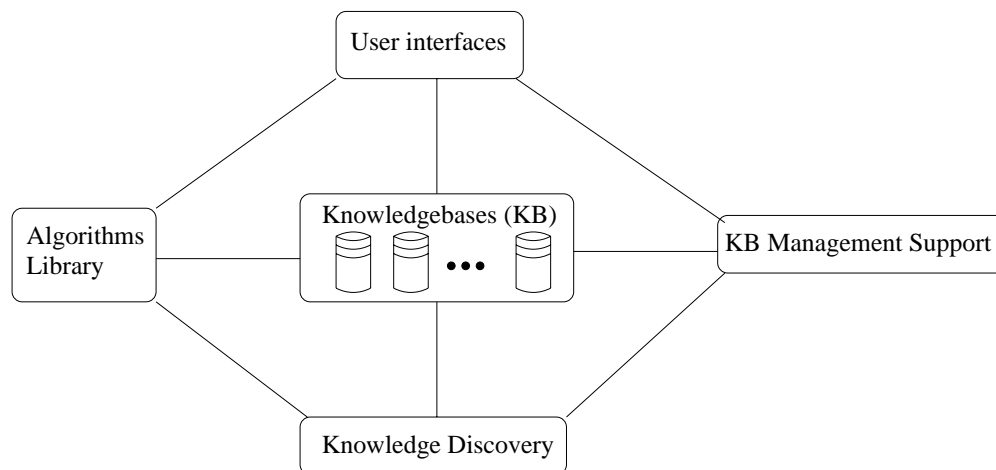 User interfaces
Knowledgebases (KB)
Algorithms
Library
KB Management Support
Knowledge Discovery